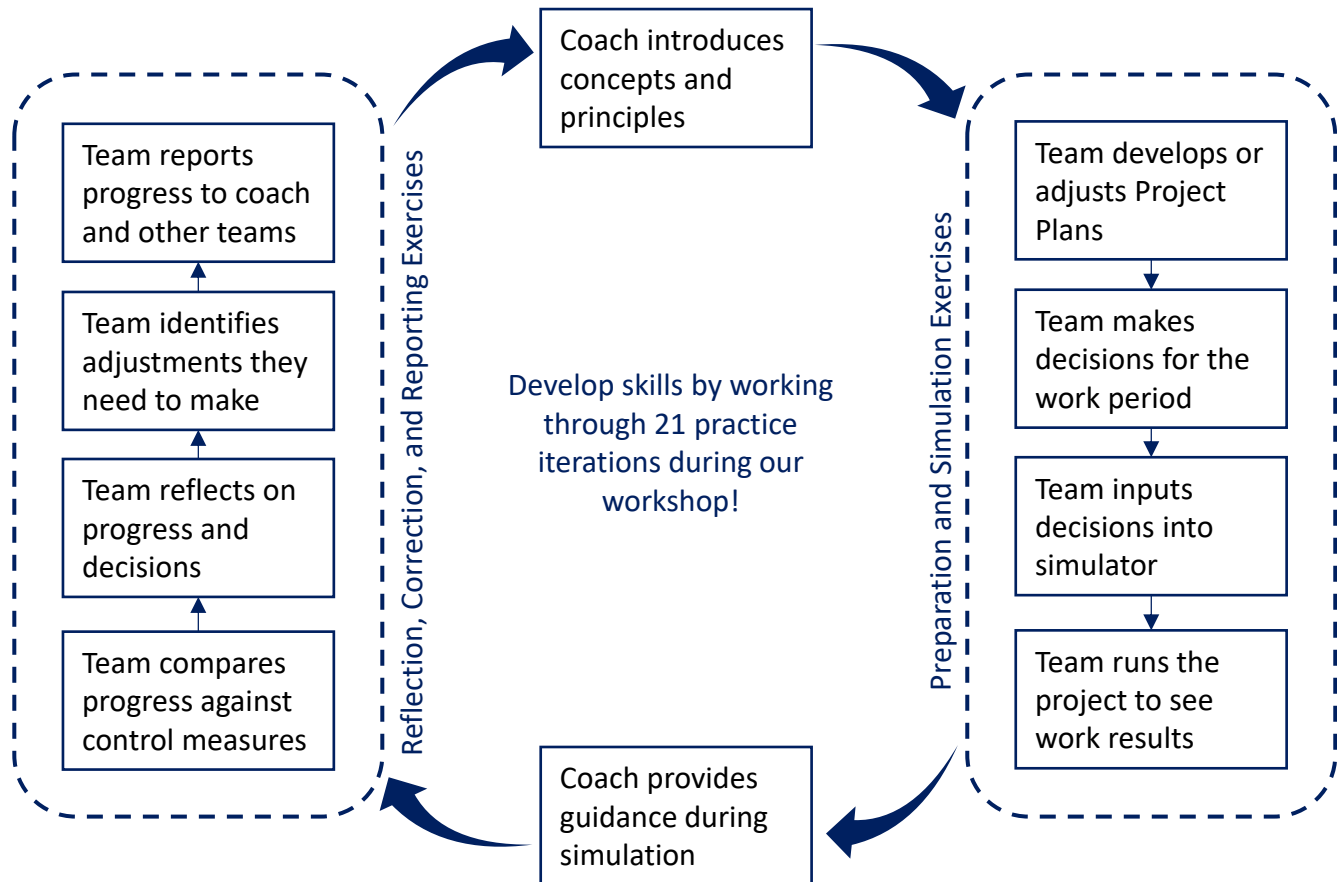 Coach introduces
concepts and
principles
Team develops or
adjusts Project
Plans
Team makes
decisions for the
work period
Team inputs
decisions into
simulator
Team runs the
project to see
work results
Preparation and Simulation Exercises
Coach provides
guidance during
simulation
Team compares
progress against
control measures
Team reflects on
progress and
decisions
Team identifies
adjustments they
need to make
Team reports
progress to coach
and other teams
Reflection, Correction, and Reporting Exercises
Develop skills by working
through 21 practice
iterations during our
workshop!